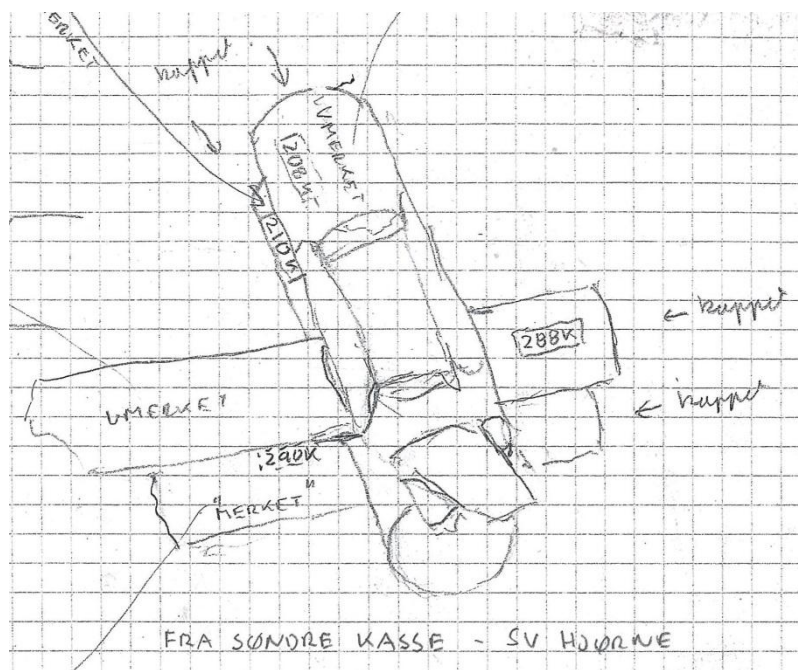 MERKET
kappet
UMERKET
208K
210K
288K
kappet
kappet
UMERKET
290K
"MERKET"
FRA SØNDRE KASSE - SV HJØRNE